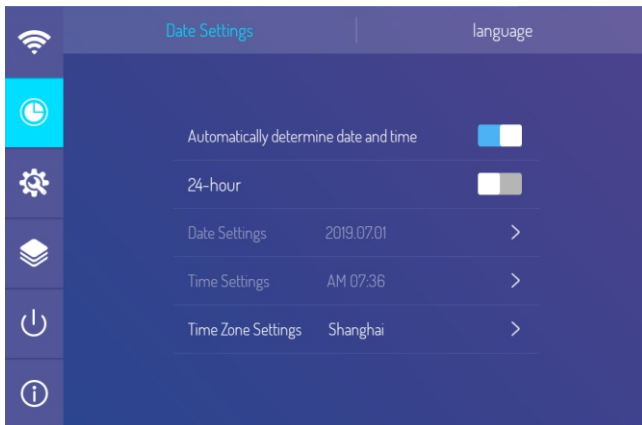 Date Settings language
Automatically determine date and time
24-hour
Date Settings 2019.07.01
Time Settings AM 07:36
Time Zone Settings Shanghai